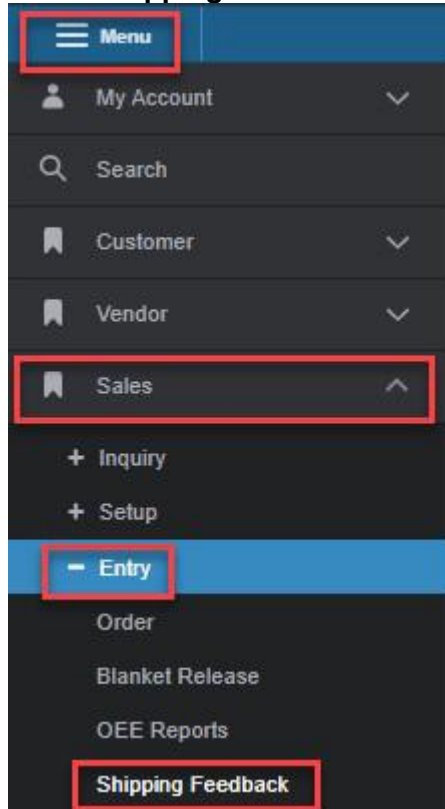 Menu
My Account
Search
Customer
Vendor
Sales
+ Inquiry
+ Setup
− Entry
Order
Blanket Release
OEE Reports
Shipping Feedback